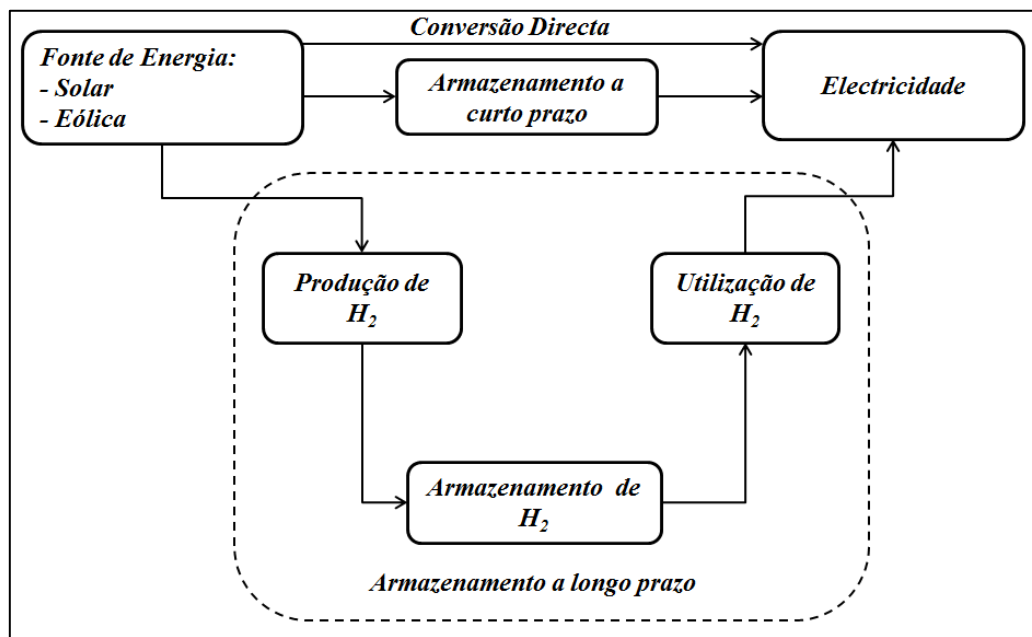 Conversão Directa
Fonte de Energia:
- Solar
- Eólica
Armazenamento a
curto prazo
Electricidade
Produção de
H₂
Utilização de
H₂
Armazenamento de
H₂
Armazenamento a longo prazo